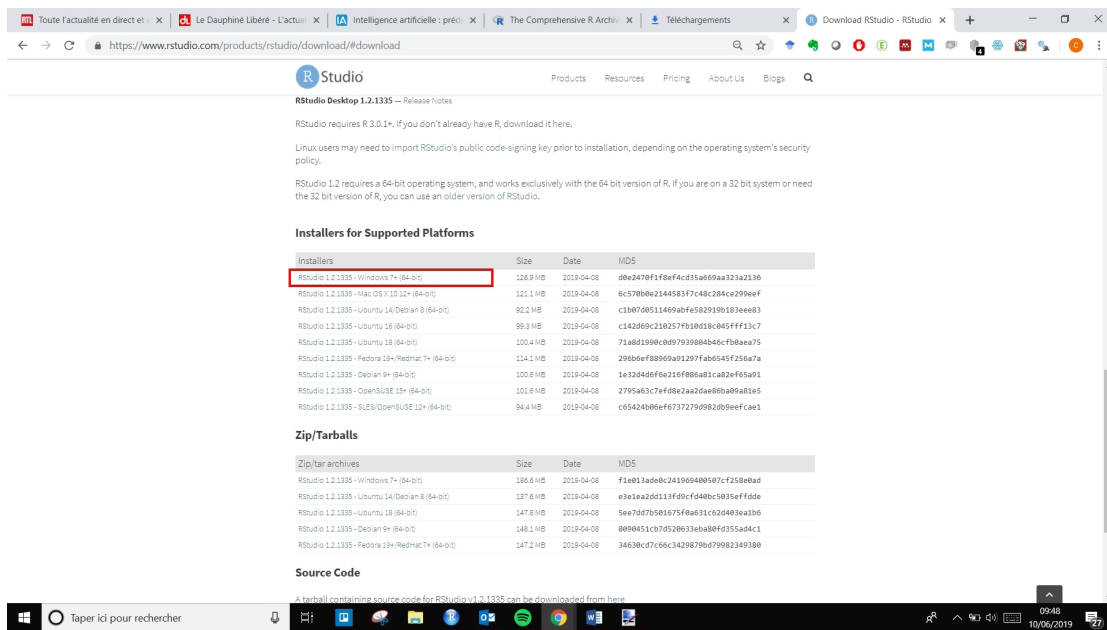 Toute l'actualité en direct et
Le Dauphiné Libéré - L'actual
Intelligence artificielle : prédi
The Comprehensive R Archiv
Téléchargements
Download RStudio - RStudio
https://www.rstudio.com/products/rstudio/download/#download
R Studio
Products Resources Pricing About Us Blogs
RStudio Desktop 1.2.1335 — Release Notes
RStudio requires R 3.0.1+. If you don't already have R, download it here.
Linux users may need to import RStudio's public code-signing key prior to installation, depending on the operating system's security
policy.
RStudio 1.2 requires a 64-bit operating system, and works exclusively with the 64 bit version of R. If you are on a 32 bit system or need
the 32 bit version of R, you can use an older version of RStudio.
Installers for Supported Platforms
Installers Size Date MD5
RStudio 1.2.1335 - Windows 7+ (64-bit) 126.9 MB 2019-04-08 d0e2470f1f8ef4cd35a669aa323a2136
RStudio 1.2.1335 - Mac OS X 10.12+ (64-bit) 121.1 MB 2019-04-08 6c570b0e2144583f7c48c284ce299eef
RStudio 1.2.1335 - Ubuntu 14/Debian 8 (64-bit) 92.2 MB 2019-04-08 c1b07d0511469abfe582919b183eee83
RStudio 1.2.1335 - Ubuntu 16 (64-bit) 99.3 MB 2019-04-08 c142d69c210257fb10d18c045fff13c7
RStudio 1.2.1335 - Ubuntu 18 (64-bit) 100.4 MB 2019-04-08 71a8d1990c0d97939804b46cfb0aea75
RStudio 1.2.1335 - Fedora 19+/RedHat 7+ (64-bit) 114.1 MB 2019-04-08 296b6ef88969a91297fab6545f256a7a
RStudio 1.2.1335 - Debian 9+ (64-bit) 100.6 MB 2019-04-08 1e32d4d6f6e216f086a81ca82ef65a91
RStudio 1.2.1335 - OpenSUSE 15+ (64-bit) 101.6 MB 2019-04-08 2795a63c7efd8e2aa2dae86ba09a81e5
RStudio 1.2.1335 - SLES/OpenSUSE 12+ (64-bit) 94.4 MB 2019-04-08 c65424b06ef6737279d982db9eefcae1
Zip/Tarballs
Zip/tar archives Size Date MD5
RStudio 1.2.1335 - Windows 7+ (64-bit) 186.6 MB 2019-04-08 f1e013ade0c241969400507cf258e0ad
RStudio 1.2.1335 - Ubuntu 14/Debian 8 (64-bit) 137.6 MB 2019-04-08 e3e1ea2dd113fd9cfd40bc5035effdde
RStudio 1.2.1335 - Ubuntu 18 (64-bit) 147.8 MB 2019-04-08 5ee7dd7b501675f0a631c62d403ea1b6
RStudio 1.2.1335 - Debian 9+ (64-bit) 148.1 MB 2019-04-08 8090451cb7d520633eba80fd355ad4c1
RStudio 1.2.1335 - Fedora 19+/RedHat 7+ (64-bit) 147.2 MB 2019-04-08 34630cd7c66c3429879bd79982349380
Source Code
A tarball containing source code for RStudio v1.2.1335 can be downloaded from here
Taper ici pour rechercher
09:48
10/06/2019
27